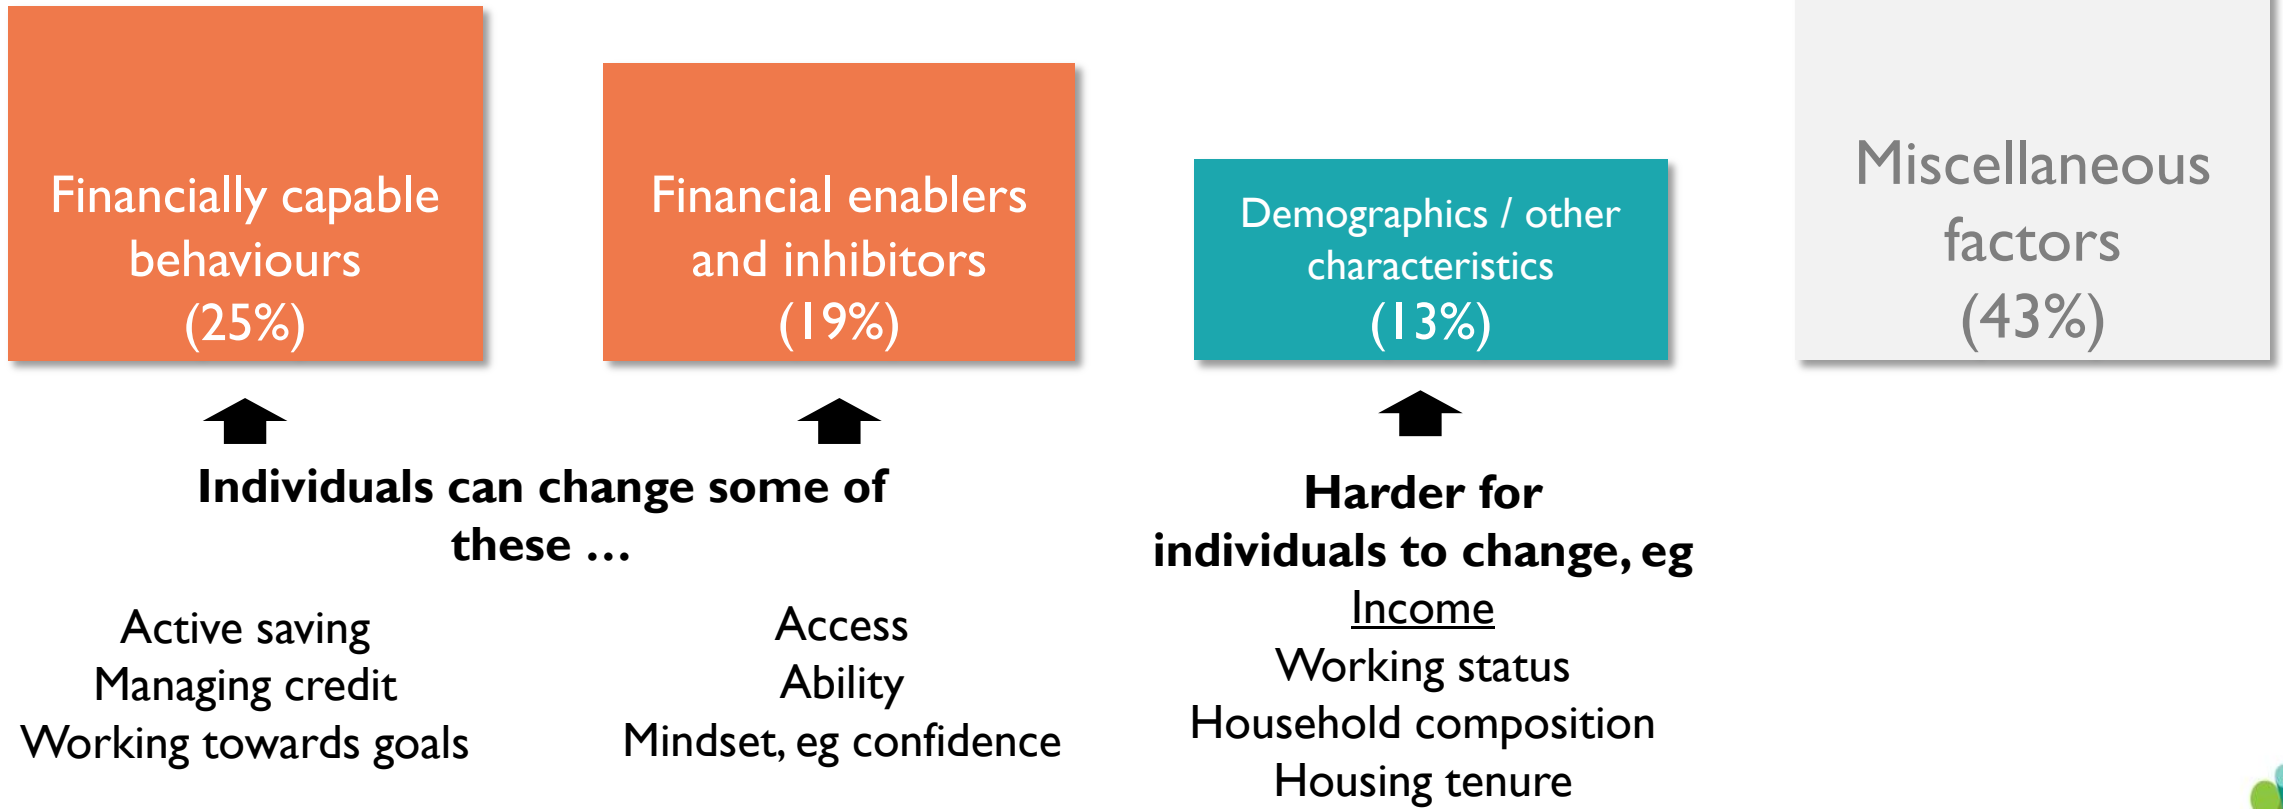 Financially capable
behaviours
(25%)
Financial enablers
and inhibitors
(19%)
Demographics / other
characteristics
(13%)
Miscellaneous
factors
(43%)
Individuals can change some of
these …
Active saving
Managing credit
Working towards goals
Access
Ability
Mindset, eg confidence
Harder for
individuals to change, eg
Income
Working status
Household composition
Housing tenure